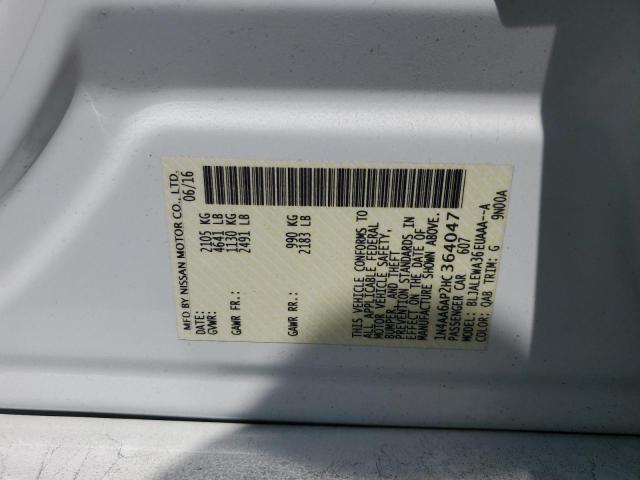 MFD BY NISSAN MOTOR CO., LTD.
06/16
GVWR: 2105 KG
4641 LB
GAWR FR: 1130 KG
2491 LB
GAWR RR: 990 KG
2183 LB
THIS VEHICLE CONFORMS TO
ALL APPLICABLE FEDERAL
MOTOR VEHICLE SAFETY,
BUMPER, AND THEFT
PREVENTION STANDARDS IN
EFFECT ON THE DATE OF
MANUFACTURE SHOWN ABOVE.
1N4AA6AP2HC364047
PASSENGER CAR 607
MODEL: BLJALEWA36EUAAA--A
COLOR: QAB TRIM: G 9N00A